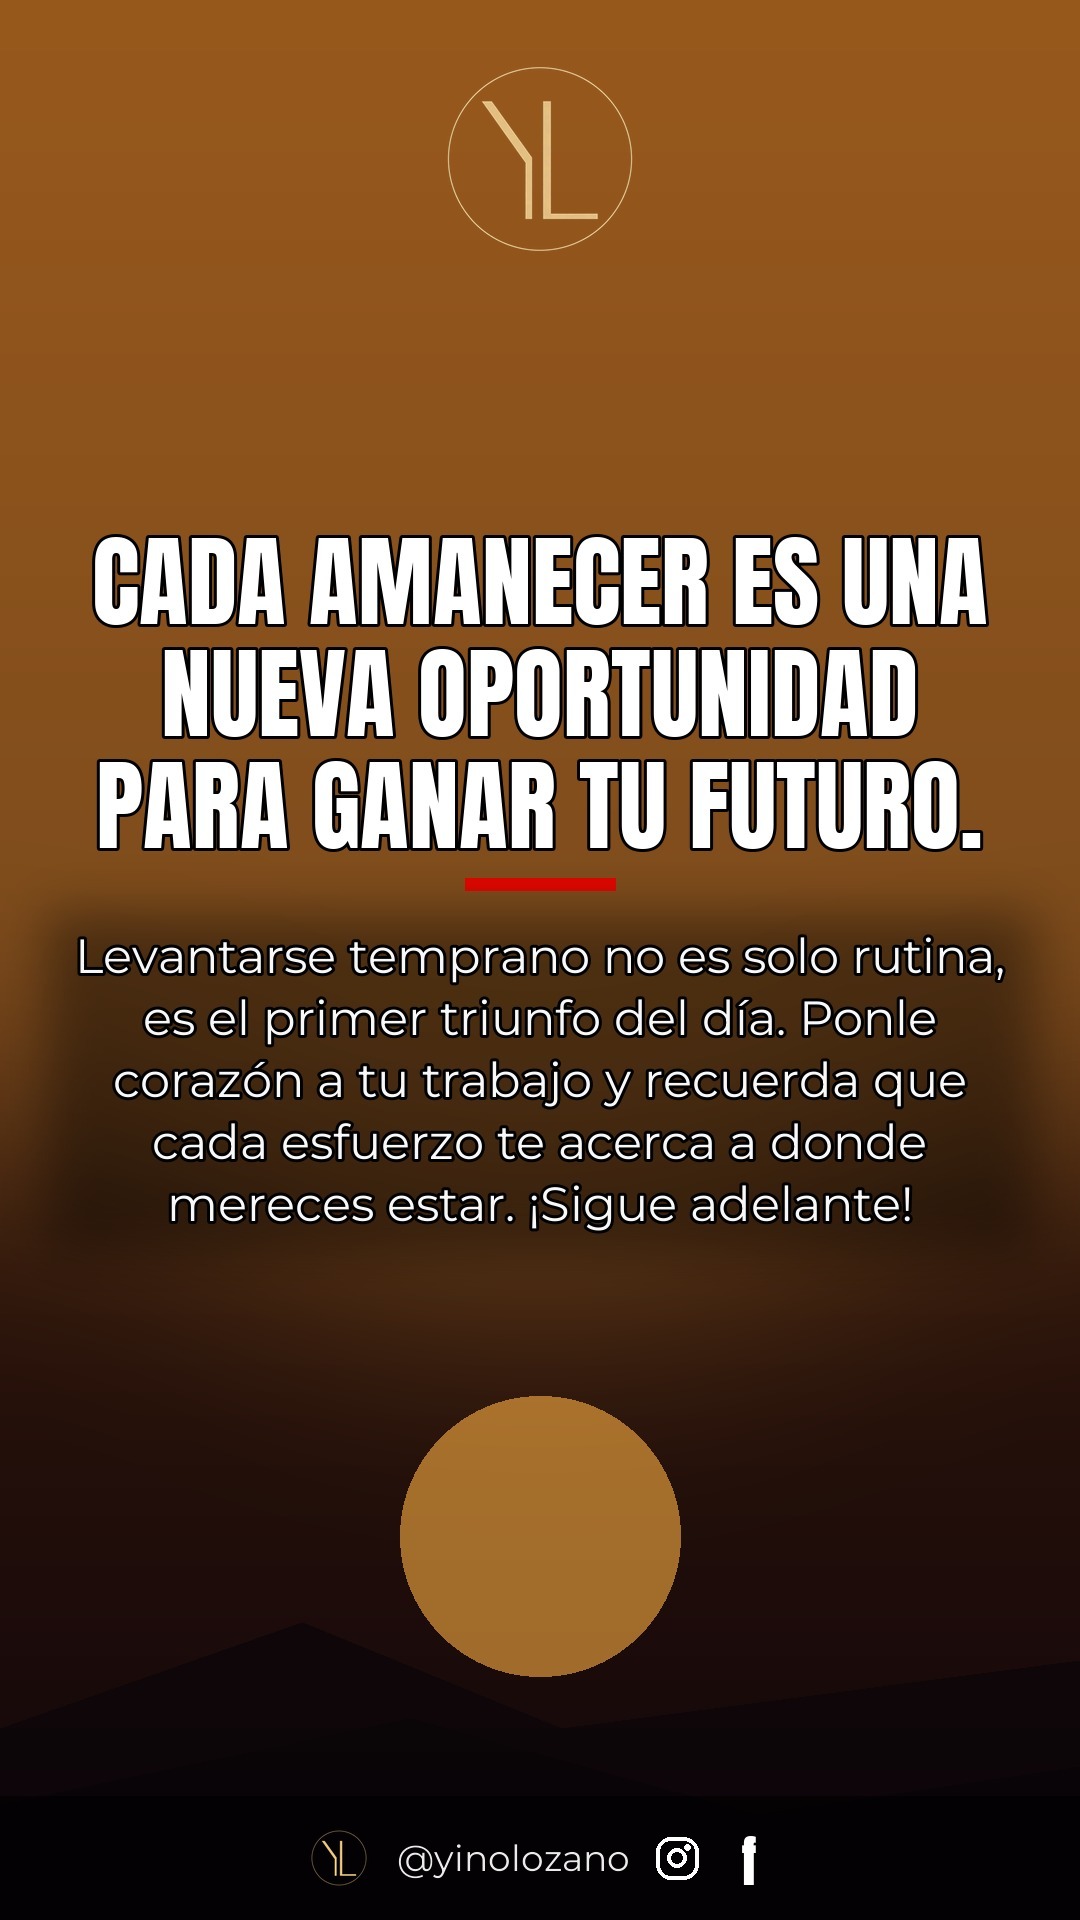 YL
CADA AMANECER ES UNA
NUEVA OPORTUNIDAD
PARA GANAR TU FUTURO.
Levantarse temprano no es solo rutina,
es el primer triunfo del día. Ponle
corazón a tu trabajo y recuerda que
cada esfuerzo te acerca a donde
mereces estar. ¡Sigue adelante!
YL @yinolozano f